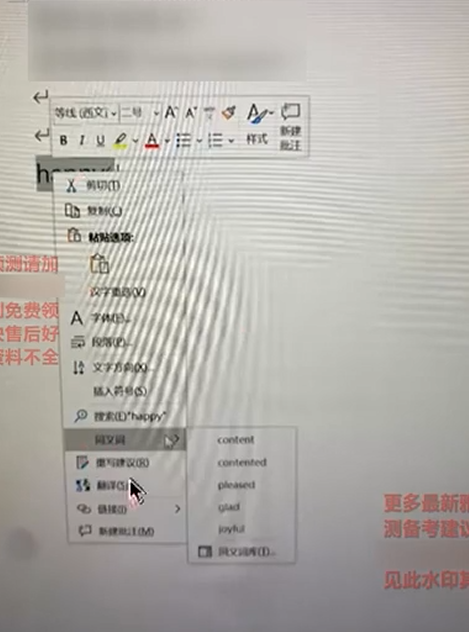 等线 (西文) 二号 A A
B I U A 样式 新建
批注
happy
剪切(T)
复制(C)
粘贴选项:
汉字重选(V)
A 字体(F)...
段落(P)...
文字方向(X)...
插入符号(S)
搜索(E)"happy"
同义词
重写建议(R)
翻译(S)
链接(I)
新建批注(M)
content
contented
pleased
glad
joyful
同义词库(T)...
测请加
免费领
售后好
资料不全
更多最新
测备考建议
见此水印